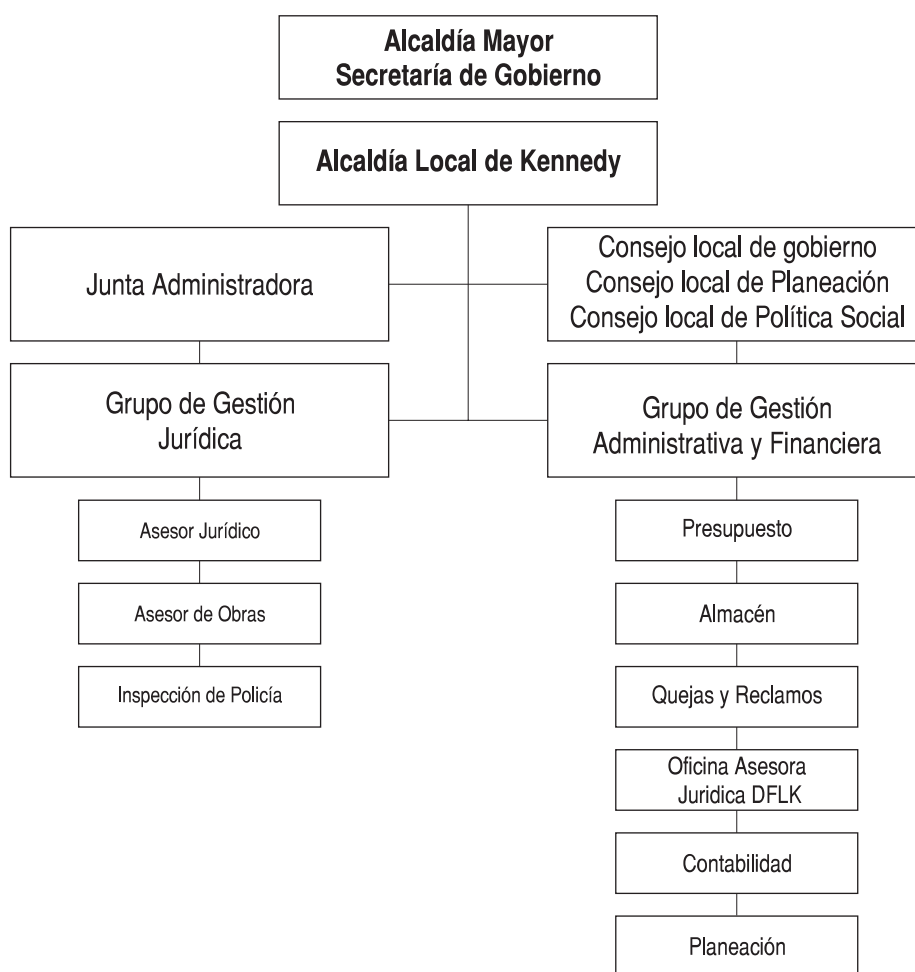 Alcaldía Mayor
Secretaría de Gobierno
Alcaldía Local de Kennedy
Junta Administradora
Consejo local de gobierno
Consejo local de Planeación
Consejo local de Política Social
Grupo de Gestión
Jurídica
Grupo de Gestión
Administrativa y Financiera
Asesor Jurídico
Asesor de Obras
Inspección de Policía
Presupuesto
Almacén
Quejas y Reclamos
Oficina Asesora
Juridica DFLK
Contabilidad
Planeación